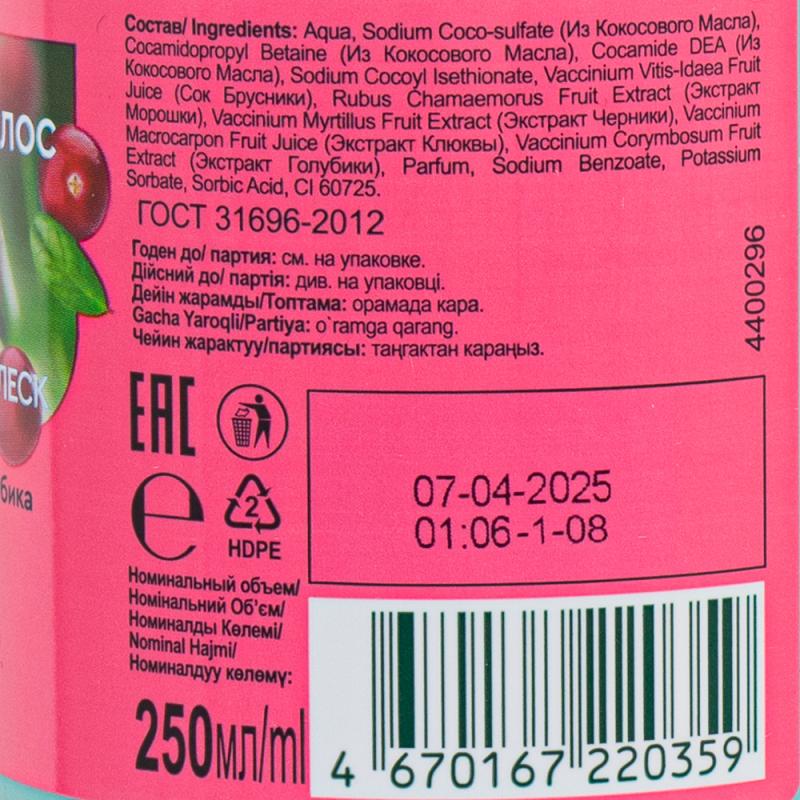 Состав/ Ingredients: Aqua, Sodium Coco-sulfate (Из Кокосового Масла),
Cocamidopropyl Betaine (Из Кокосового Масла), Cocamide DEA (Из
Кокосового Масла), Sodium Cocoyl Isethionate, Vaccinium Vitis-Idaea Fruit
Juice (Сок Брусники), Rubus Chamaemorus Fruit Extract (Экстракт
Морошки), Vaccinium Myrtillus Fruit Extract (Экстракт Черники), Vaccinium
Macrocarpon Fruit Juice (Экстракт Клюквы), Vaccinium Corymbosum Fruit
Extract (Экстракт Голубики), Parfum, Sodium Benzoate, Potassium
Sorbate, Sorbic Acid, CI 60725.
ГОСТ 31696-2012
Годен до/ партия: см. на упаковке.
Дійсний до/ партія: див. на упаковці.
Дейін жарамды/Топтама: орамада кара.
Gacha Yaroqli/Partiya: o`ramga qarang.
Чейин жарактуу/партиясы: таңгактан караңыз.
4400296
ЛОС
ЛЕСК
бика
EAC
e
2
HDPE
07-04-2025
01:06-1-08
Номинальный объем/
Номінальний Об'єм/
Номиналды Көлемі/
Nominal Hajmi/
Номиналдуу көлөмү:
250мл/ml
4 670167 220359